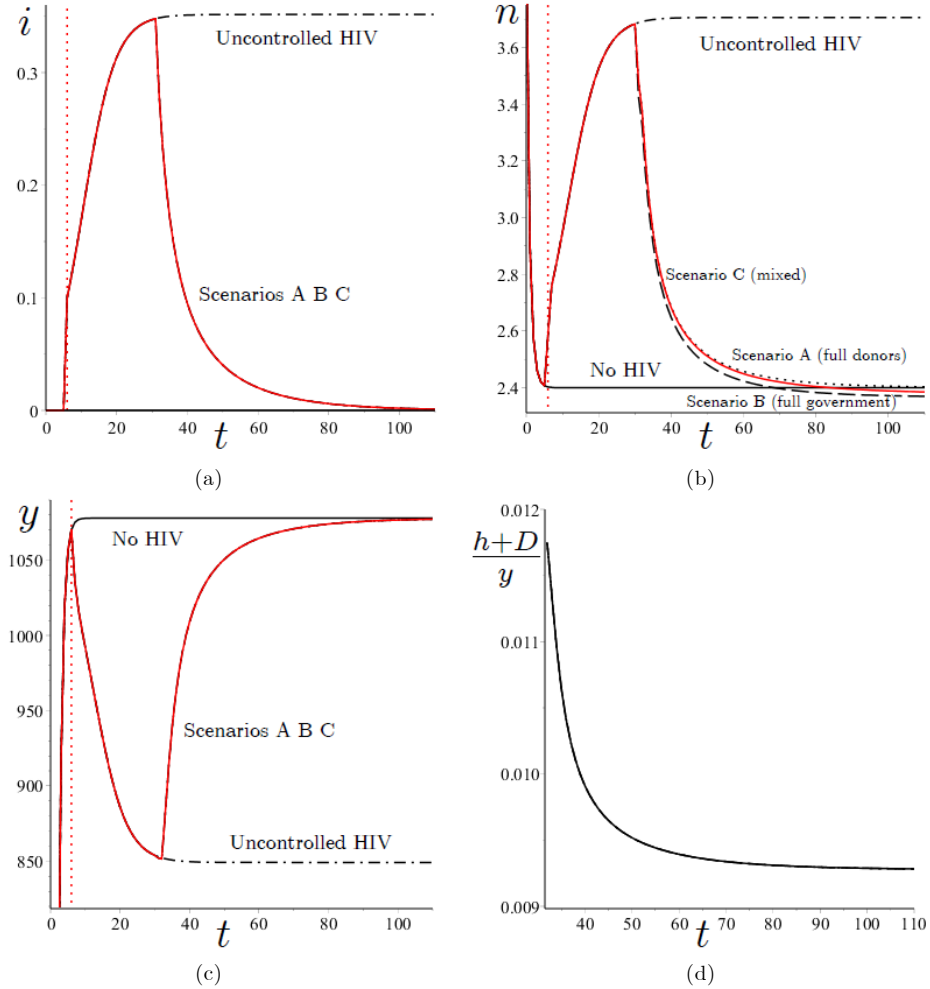 i
Uncontrolled HIV
0.3
0.2
0.1
0
Scenarios A B C
0 20 40 60 80 100
t
(a)
n
3.6
3.4
3.2
3.0
2.8
2.6
2.4
Uncontrolled HIV
Scenario C (mixed)
Scenario A (full donors)
No HIV
Scenario B (full government)
0 20 40 60 80 100
t
(b)
y
1050
1000
950
900
850
No HIV
Scenarios A B C
Uncontrolled HIV
0 20 40 60 80 100
t
(c)
0.012
h+D
y
0.011
0.010
0.009
40 50 60 70 80 90 100 110
t
(d)